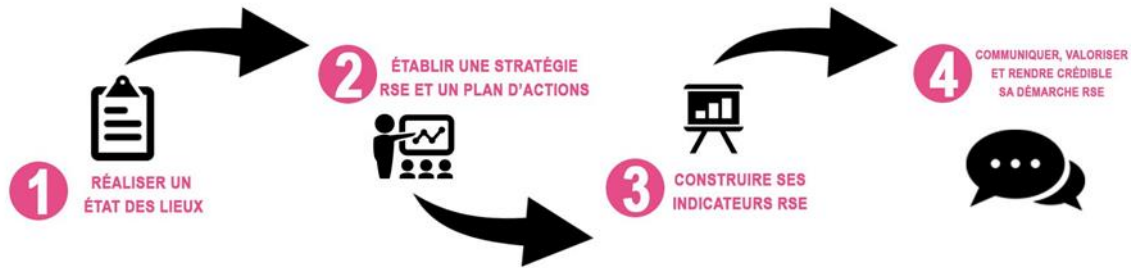 1
RÉALISER UN
ÉTAT DES LIEUX
2
ÉTABLIR UNE STRATÉGIE
RSE ET UN PLAN D'ACTIONS
3
CONSTRUIRE SES
INDICATEURS RSE
4
COMMUNIQUER, VALORISER
ET RENDRE CRÉDIBLE
SA DÉMARCHE RSE